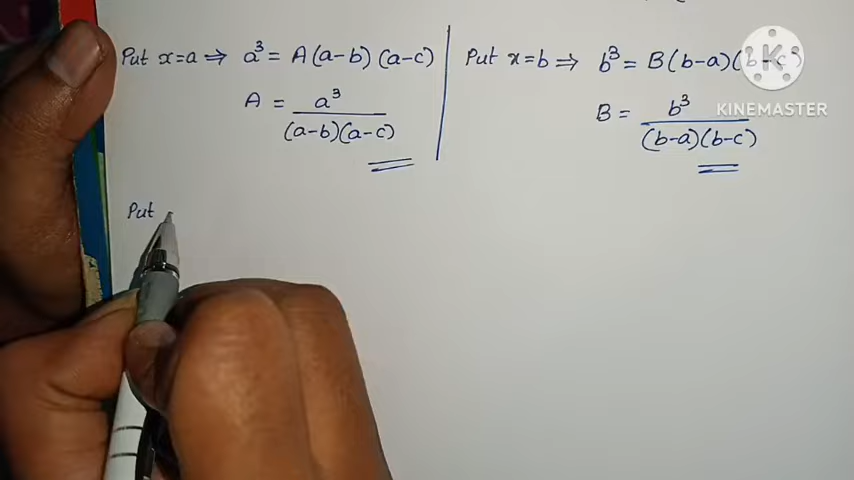 Put x=a ⇒ a³ = A(a-b)(a-c)
A = a³/(a-b)(a-c)
Put x=b ⇒ b³ = B(b-a)(b-c)
B = b³/(b-a)(b-c)
K
KINEMASTER
Put